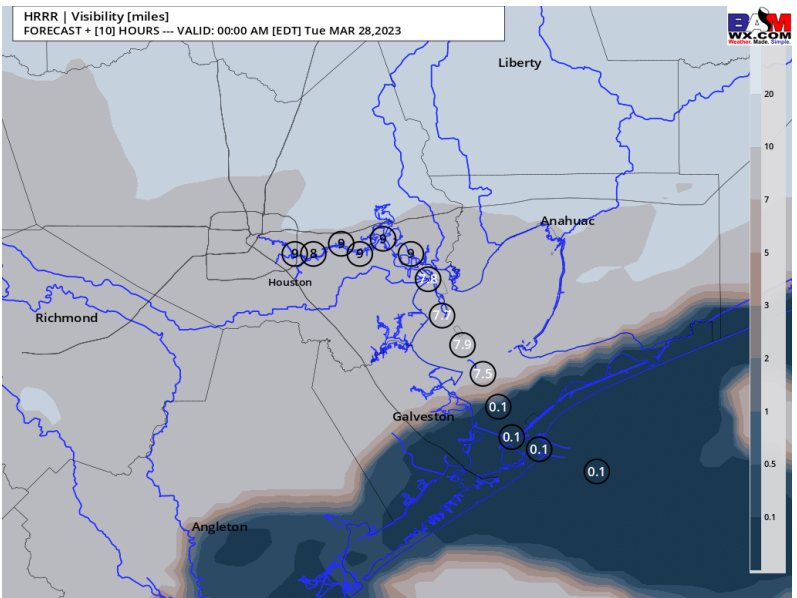 HRRR | Visibility [miles]
FORECAST + [10] HOURS --- VALID: 00:00 AM [EDT] Tue MAR 28,2023
BAM
WX.COM
Weather. Made. Simple.
Liberty
20
10
7
Anahuac
9
8
9
9
9
9
5
Houston
7.8
3
Richmond
7.7
7.9
2
7.5
0.1
1
Galveston
0.1
0.1
0.5
0.1
0.1
Angleton